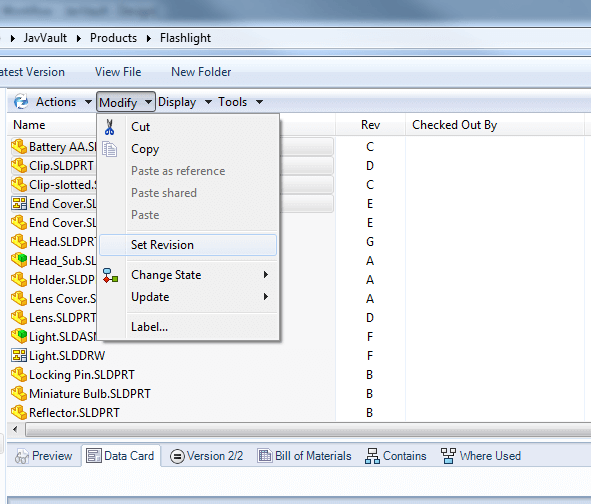 JavVault Products Flashlight
atest Version View File New Folder
Actions Modify Display Tools
Name Rev Checked Out By
Cut
Copy
Paste as reference
Paste shared
Paste
Set Revision
Change State
Update
Label...
Battery AA.SL C
Clip.SLDPRT D
Clip-slotted.S C
End Cover.SL E
End Cover.SL E
Head.SLDPRT G
Head_Sub.SL A
Holder.SLDP A
Lens Cover.S A
Lens.SLDPRT D
Light.SLDASM F
Light.SLDDRW F
Locking Pin.SLDPRT B
Miniature Bulb.SLDPRT B
Reflector.SLDPRT B
Preview Data Card Version 2/2 Bill of Materials Contains Where Used